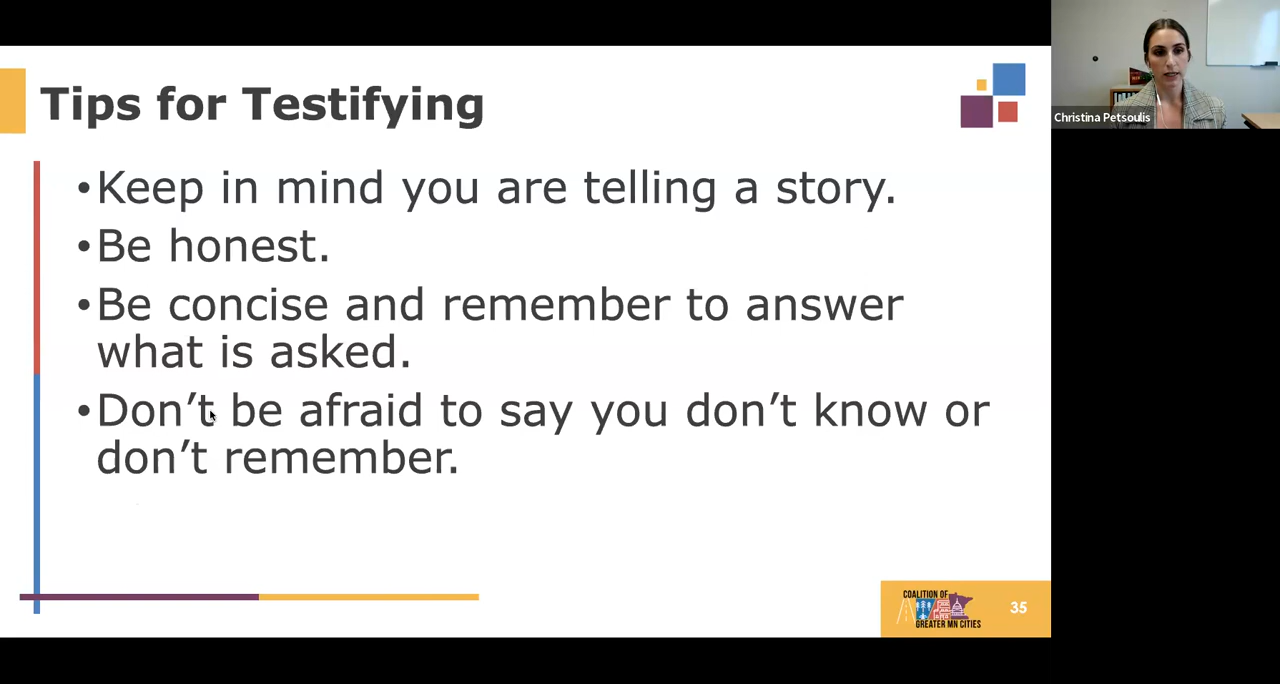 Tips for Testifying
•Keep in mind you are telling a story.
•Be honest.
•Be concise and remember to answer
what is asked.
•Don’t be afraid to say you don’t know or
don’t remember.
COALITION OF
GREATER MN CITIES
35
Christina Petsoulis